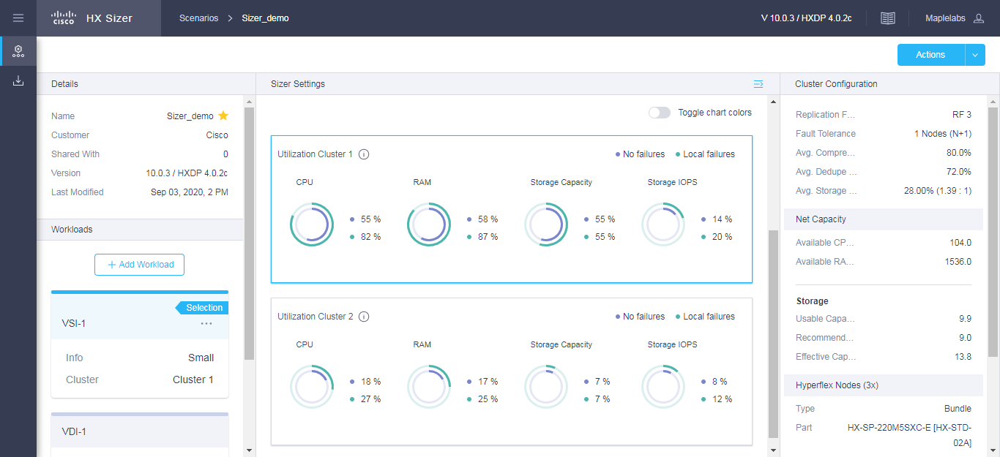 cisco HX Sizer Scenarios > Sizer_demo V 10.0.3 / HXDP 4.0.2c Maplelabs
Actions
Details
Name Sizer_demo
Customer Cisco
Shared With 0
Version 10.0.3 / HXDP 4.0.2c
Last Modified Sep 03, 2020, 2 PM
Workloads
+ Add Workload
Selection
VSI-1 ...
Info Small
Cluster Cluster 1
VDI-1
Sizer Settings
Toggle chart colors
Utilization Cluster 1 No failures Local failures
CPU RAM Storage Capacity Storage IOPS
55 % 58 % 55 % 14 %
82 % 87 % 55 % 20 %
Utilization Cluster 2 No failures Local failures
CPU RAM Storage Capacity Storage IOPS
18 % 17 % 7 % 8 %
27 % 25 % 7 % 12 %
Cluster Configuration
Replication F... RF 3
Fault Tolerance 1 Nodes (N+1)
Avg. Compre... 80.0%
Avg. Dedupe ... 72.0%
Avg. Storage ... 28.00% (1.39 : 1)
Net Capacity
Available CP... 104.0
Available RA... 1536.0
Storage
Usable Capa... 9.9
Recommend... 9.0
Effective Cap... 13.8
Hyperflex Nodes (3x)
Type Bundle
Part HX-SP-220M5SXC-E [HX-STD-
02A]